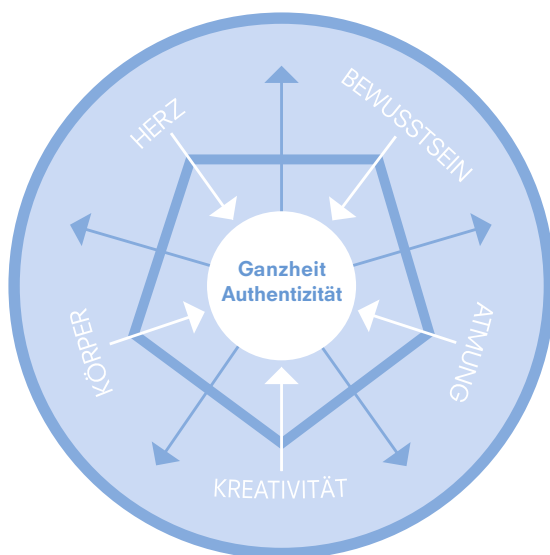 HERZ
BEWUSSTSEIN
Ganzheit
Authentizität
KÖRPER
ATMUNG
KREATIVITÄT